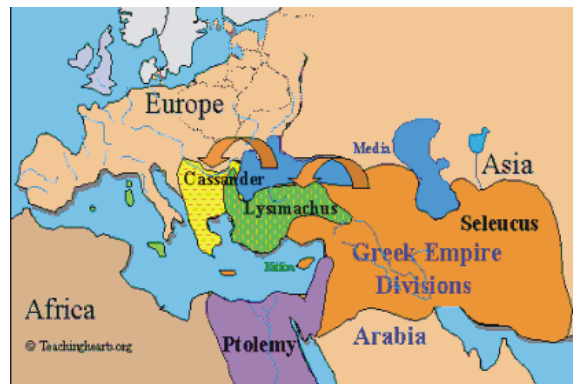 Europe
Media
Asia
Cassander
Lysimachus
Seleucus
Greek Empire
Divisions
Africa
Ptolemy
Arabia
© Teachinghearts.org